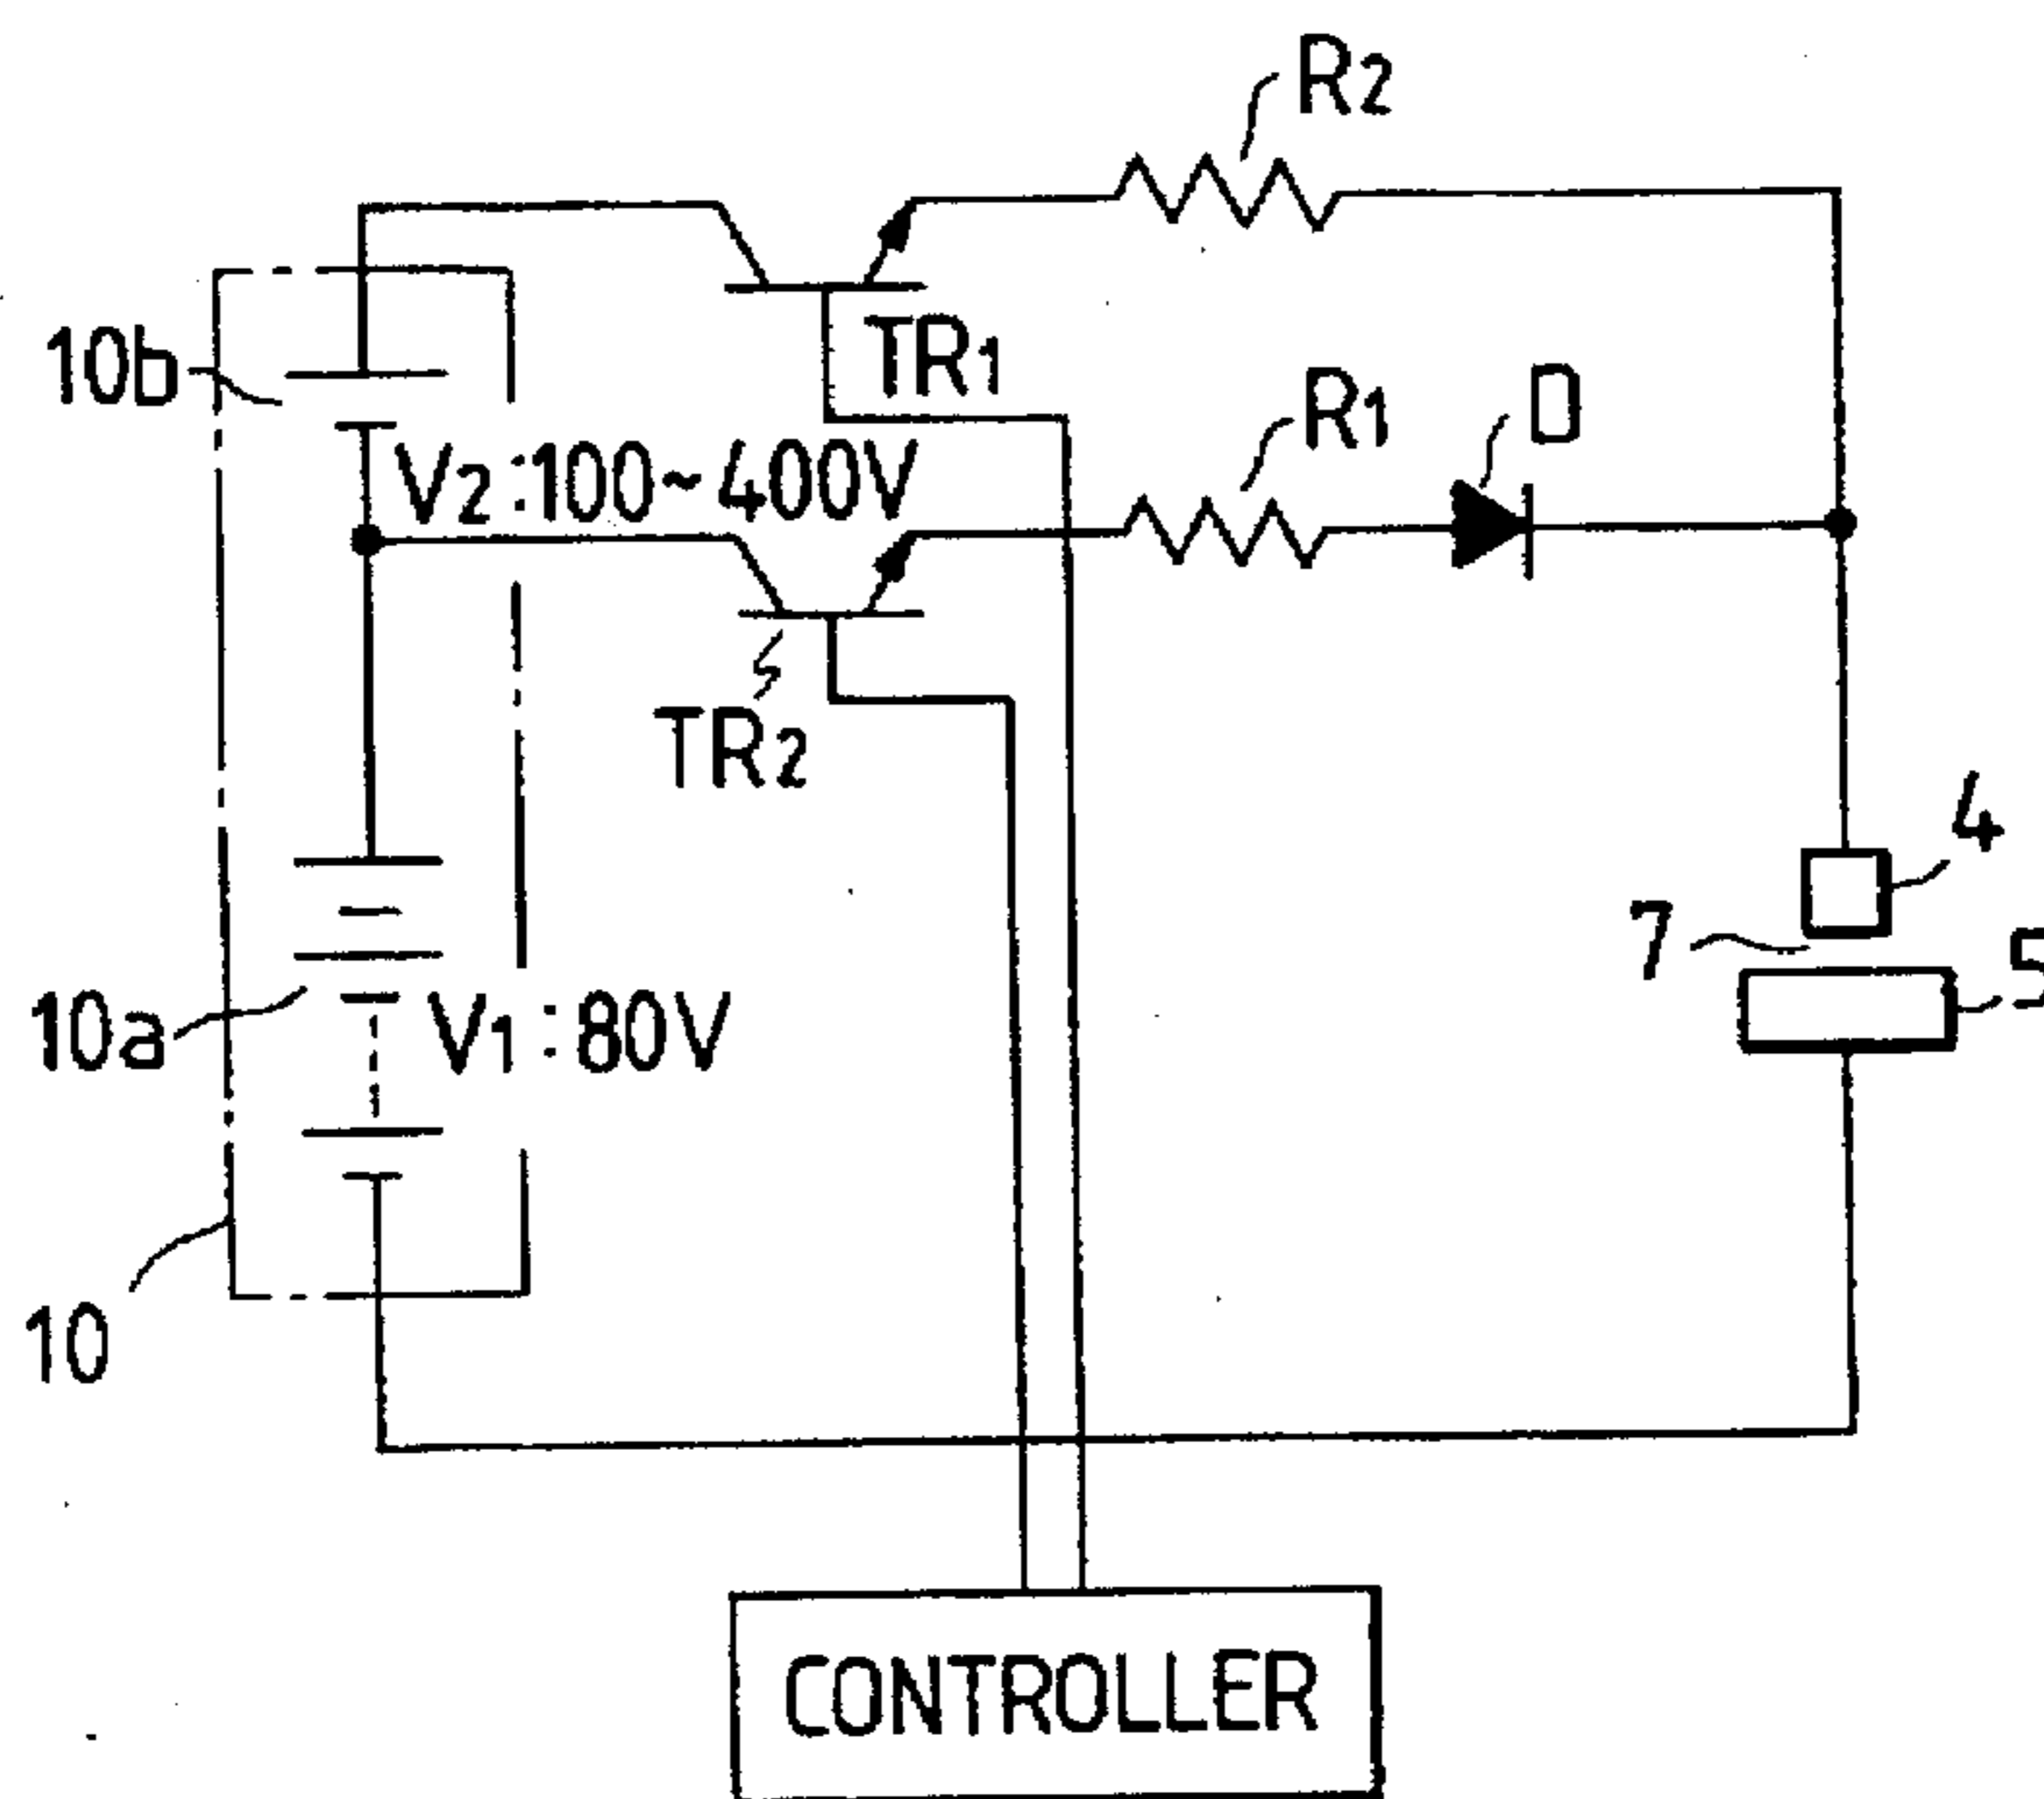 R2
10b
TR1
R1
D
V2:100~400V
TR2
4
7
5
10a
V1:80V
10
CONTROLLER